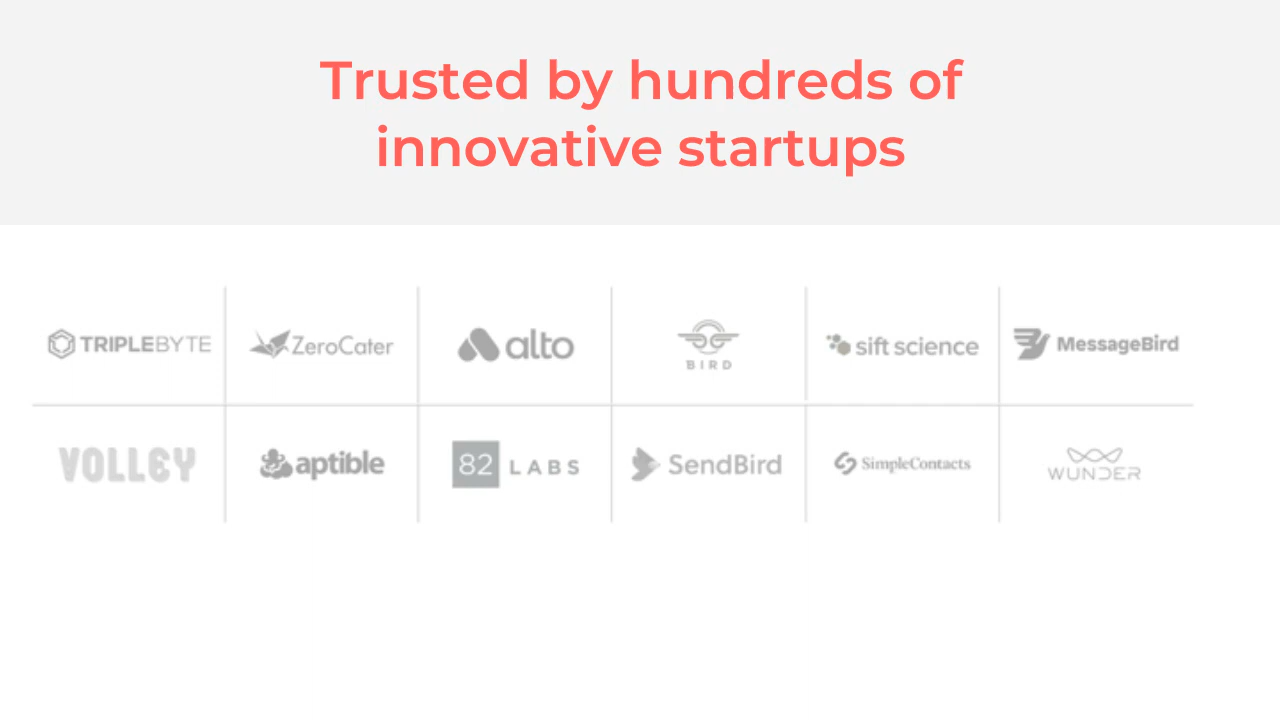 Trusted by hundreds of
innovative startups
TRIPLEBYTE
ZeroCater
alto
BIRD
sift science
MessageBird
VOLLEY
aptible
82 LABS
SendBird
SimpleContacts
WUNDER